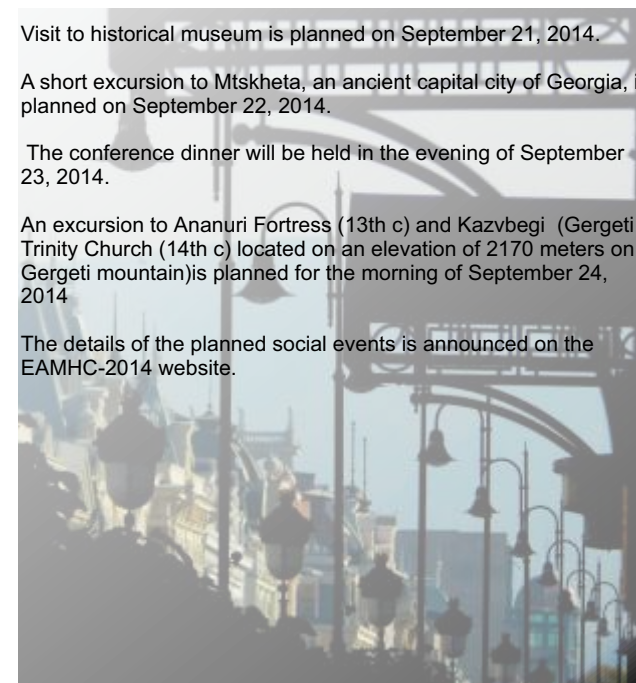 Visit to historical museum is planned on September 21, 2014.
A short excursion to Mtskheta, an ancient capital city of Georgia,
planned on September 22, 2014.
The conference dinner will be held in the evening of September
23, 2014.
An excursion to Ananuri Fortress (13th c) and Kazvbegi (Gergeti
Trinity Church (14th c) located on an elevation of 2170 meters on
Gergeti mountain)is planned for the morning of September 24,
2014
The details of the planned social events is announced on the
EAMHC-2014 website.